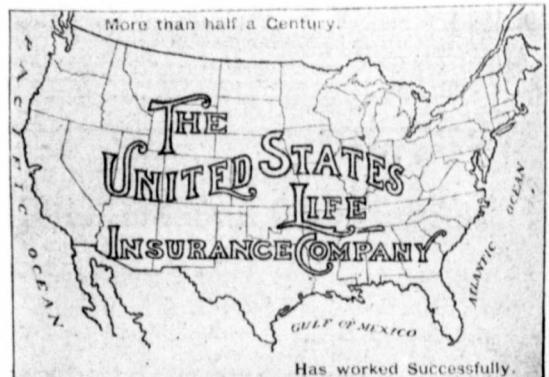 More than half a Century.
THE
UNITED STATES
LIFE
INSURANCE COMPANY
PACIFIC OCEAN
ATLANTIC OCEAN
GULF OF MEXICO
Has worked Successfully.